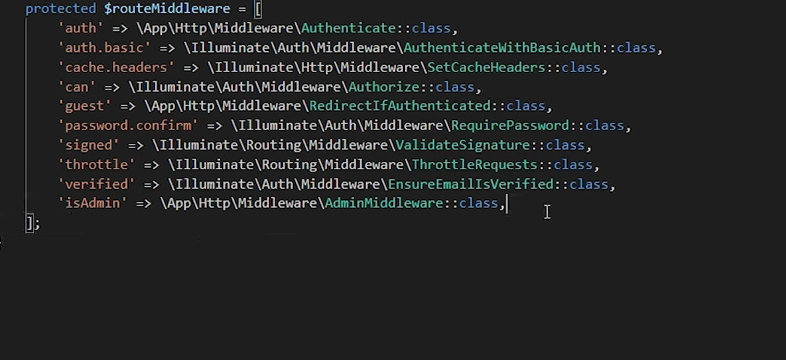 protected $routeMiddleware = [
'auth' => \App\Http\Middleware\Authenticate::class,
'auth.basic' => \Illuminate\Auth\Middleware\AuthenticateWithBasicAuth::class,
'cache.headers' => \Illuminate\Http\Middleware\SetCacheHeaders::class,
'can' => \Illuminate\Auth\Middleware\Authorize::class,
'guest' => \App\Http\Middleware\RedirectIfAuthenticated::class,
'password.confirm' => \Illuminate\Auth\Middleware\RequirePassword::class,
'signed' => \Illuminate\Routing\Middleware\ValidateSignature::class,
'throttle' => \Illuminate\Routing\Middleware\ThrottleRequests::class,
'verified' => \Illuminate\Auth\Middleware\EnsureEmailIsVerified::class,
'isAdmin' => \App\Http\Middleware\AdminMiddleware::class,
];